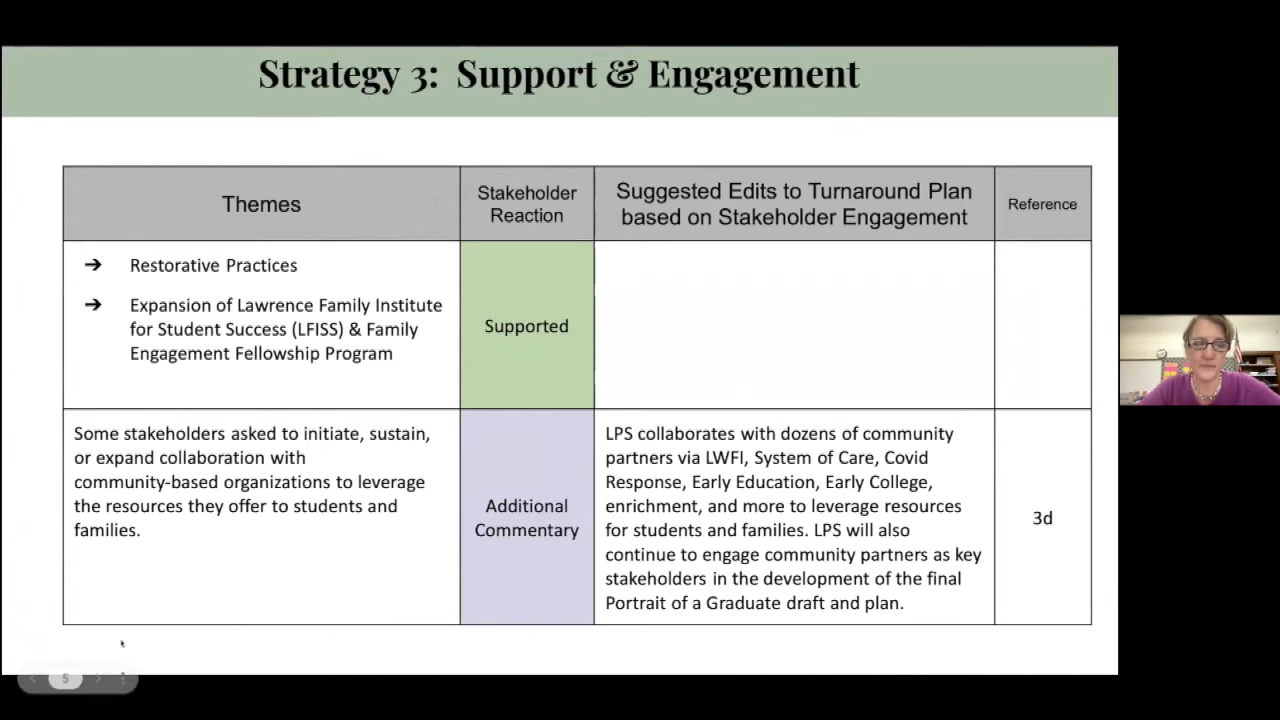 Strategy 3: Support & Engagement
Themes
Stakeholder
Reaction
Suggested Edits to Turnaround Plan
based on Stakeholder Engagement
Reference
➔ Restorative Practices
➔ Expansion of Lawrence Family Institute
for Student Success (LFISS) & Family
Engagement Fellowship Program
Supported
Some stakeholders asked to initiate, sustain,
or expand collaboration with
community-based organizations to leverage
the resources they offer to students and
families.
Additional
Commentary
LPS collaborates with dozens of community
partners via LWFI, System of Care, Covid
Response, Early Education, Early College,
enrichment, and more to leverage resources
for students and families. LPS will also
continue to engage community partners as key
stakeholders in the development of the final
Portrait of a Graduate draft and plan.
3d
5